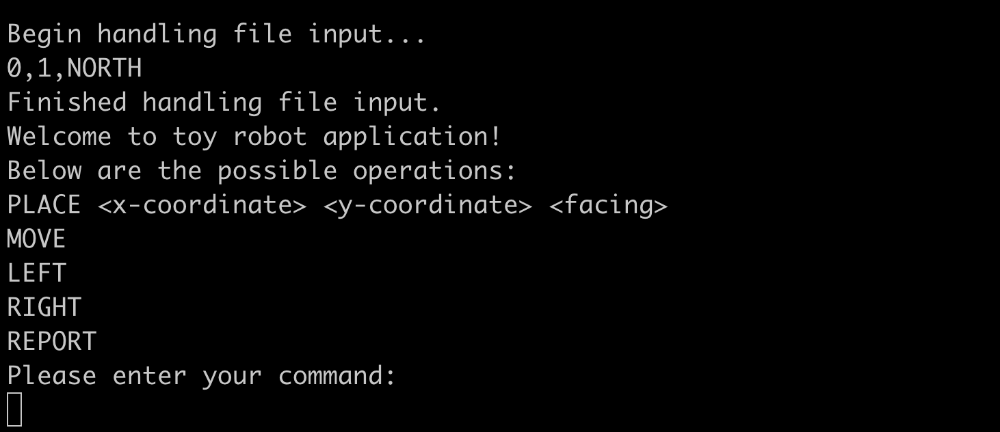 Begin handling file input...
0,1,NORTH
Finished handling file input.
Welcome to toy robot application!
Below are the possible operations:
PLACE <x-coordinate> <y-coordinate> <facing>
MOVE
LEFT
RIGHT
REPORT
Please enter your command: